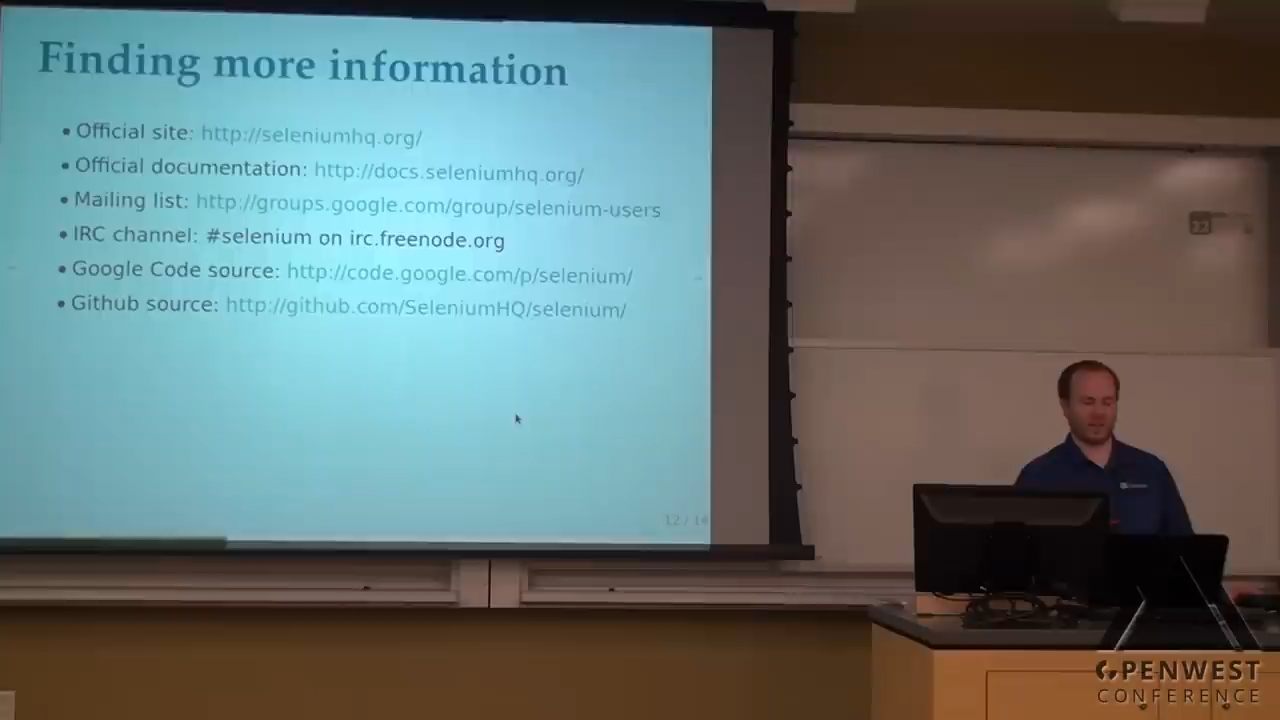 Finding more information
• Official site: http://seleniumhq.org/
• Official documentation: http://docs.seleniumhq.org/
• Mailing list: http://groups.google.com/group/selenium-users
• IRC channel: #selenium on irc.freenode.org
• Google Code source: http://code.google.com/p/selenium/
• Github source: http://github.com/SeleniumHQ/selenium/
12 / 14
OPENWEST
CONFERENCE